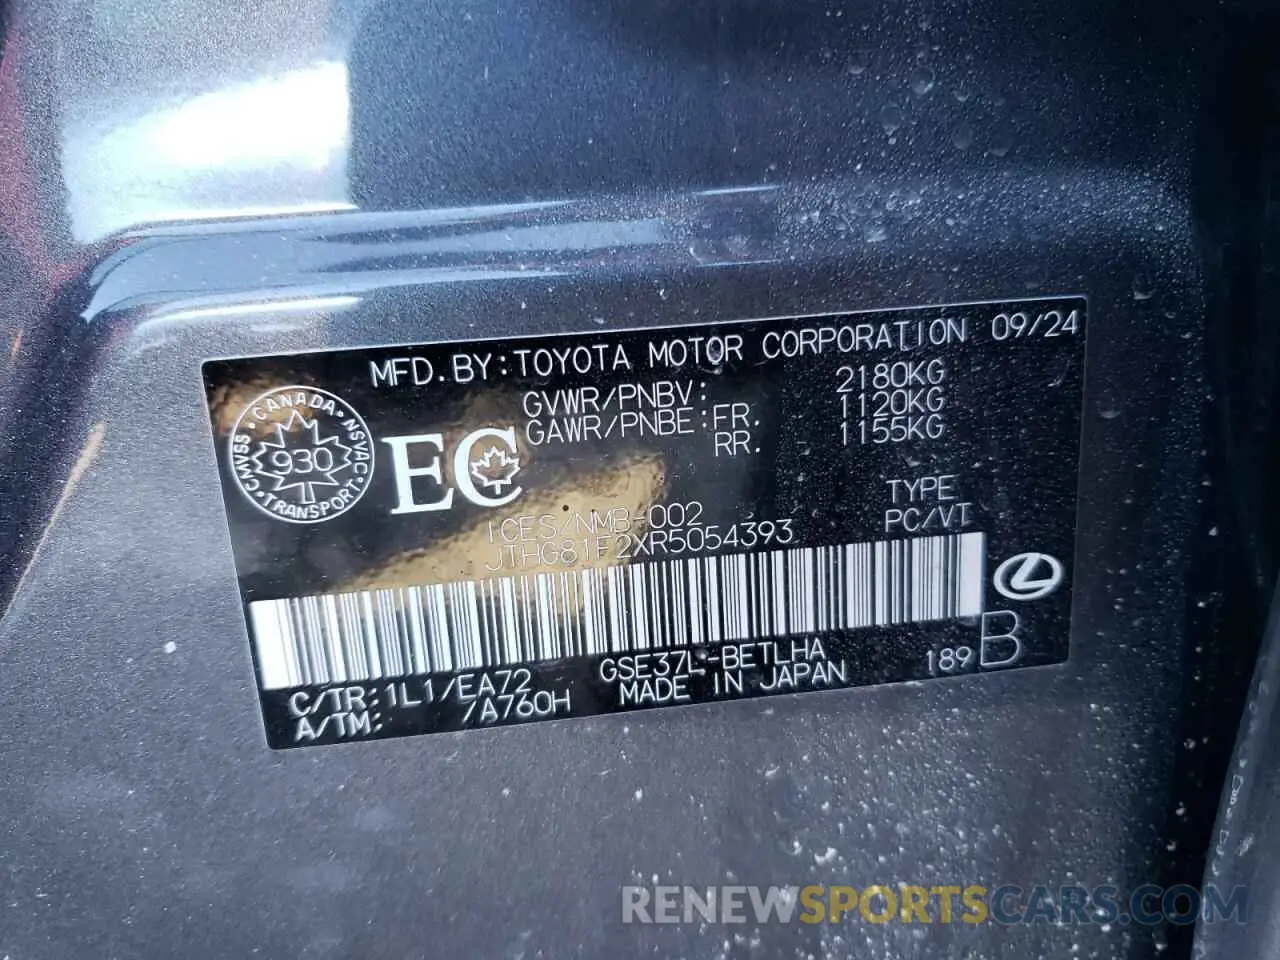 MFD. BY: TOYOTA MOTOR CORPORATION 09/24
GVWR/PNBV: 2180KG
GAWR/PNBE: FR. 1120KG
RR. 1155KG
CANADA
CMVSS NSVAC
930
TRANSPORT
EC
TYPE
ICES/NMB-002
PC/VT
JTHG81F2XR5054393
C/TR: 1L1/EA72
GSE37L-BETLHA
189 B
A/TM: /A760H
MADE IN JAPAN
RENEWSPORTSCARS.COM